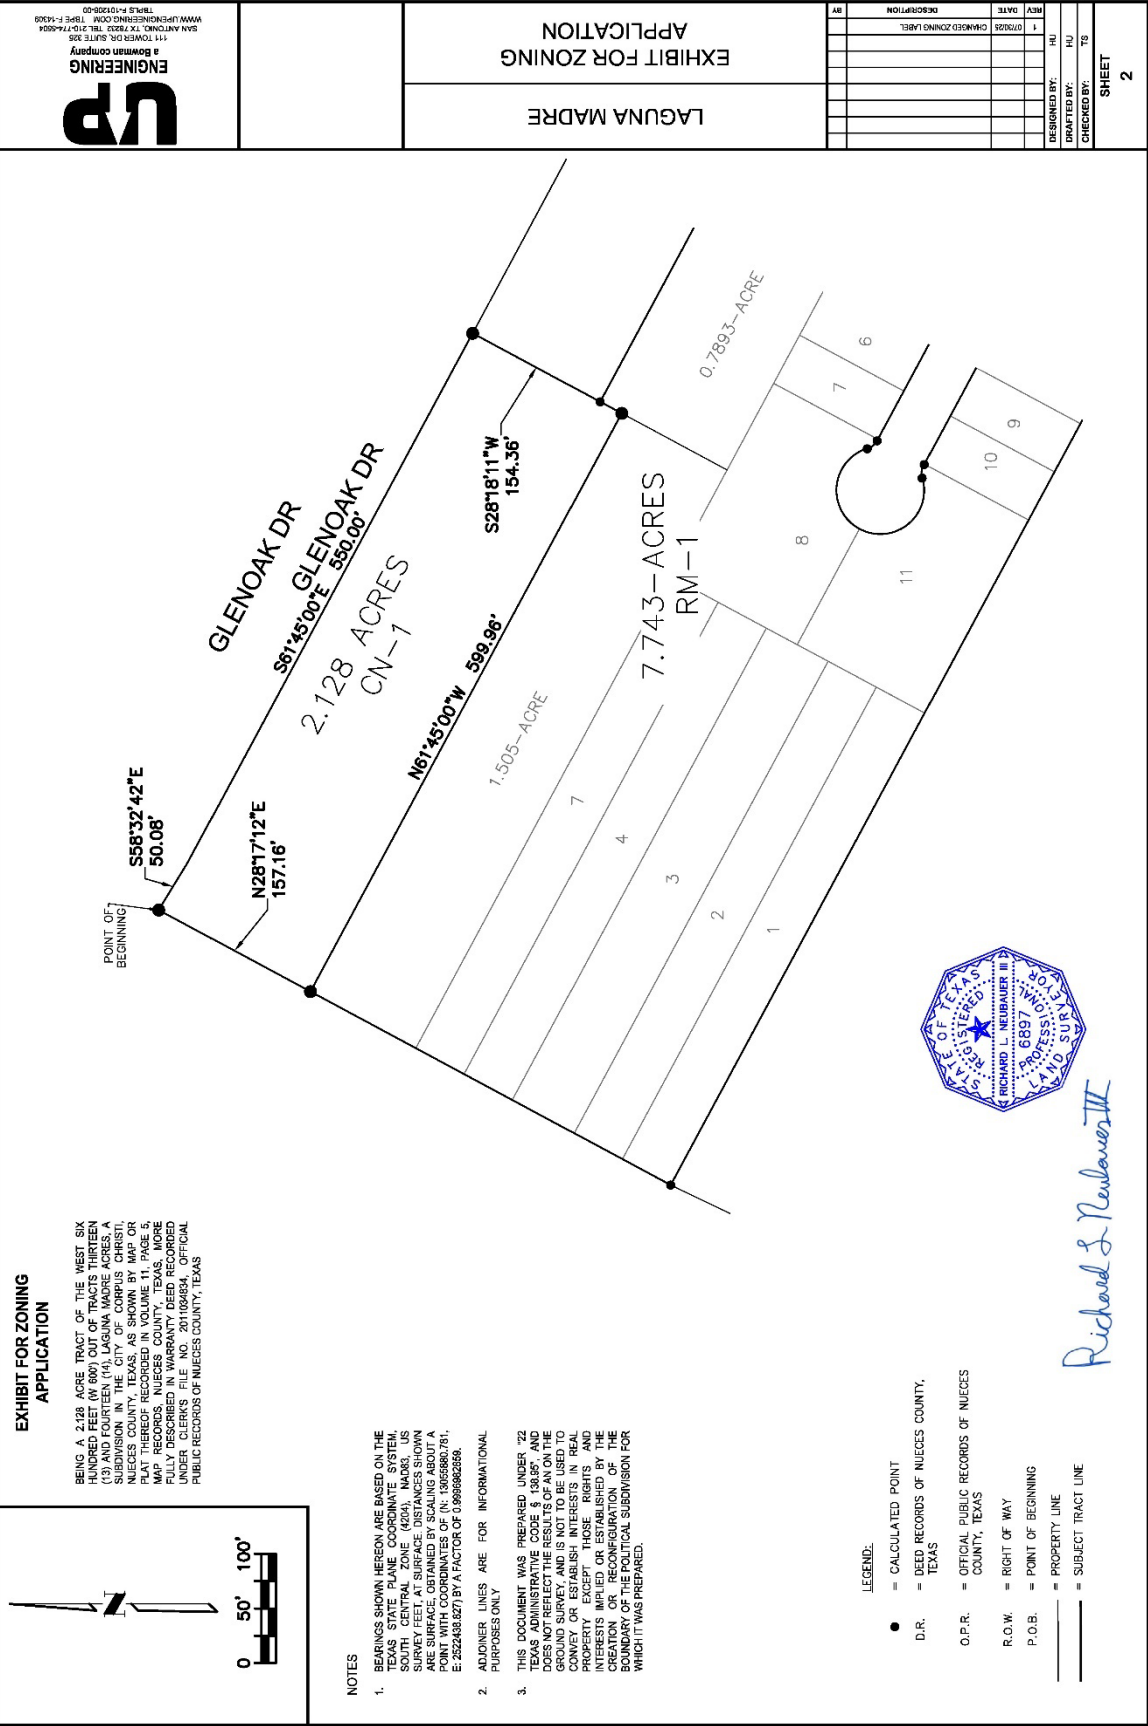 EXHIBIT FOR ZONING
APPLICATION
BEING A 2.128 ACRE TRACT OF THE WEST SIX
HUNDRED FEET (W 600') OUT OF TRACTS THIRTEEN
(13) AND FOURTEEN (14), LAGUNA MADRE ACRES, A
SUBDIVISION IN THE CITY OF CORPUS CHRISTI,
NUECES COUNTY, TEXAS, AS SHOWN BY MAP OR
PLAT THEREOF RECORDED IN VOLUME 11, PAGE 5,
MAP RECORDS, NUECES COUNTY, TEXAS, MORE
FULLY DESCRIBED IN WARRANTY DEED RECORDED
UNDER CLERK'S FILE NO. 2011034834, OFFICIAL
PUBLIC RECORDS OF NUECES COUNTY, TEXAS
N
0 50' 100'
NOTES
1. BEARINGS SHOWN HEREON ARE BASED ON THE
TEXAS STATE PLANE COORDINATE SYSTEM,
SOUTH CENTRAL ZONE (4204), NAD83, US
SURVEY FEET, AT SURFACE. DISTANCES SHOWN
ARE SURFACE, OBTAINED BY SCALING ABOUT A
POINT WITH COORDINATES OF (N: 13055880.781,
E: 2522438.827) BY A FACTOR OF
2. ADJOINER LINES ARE FOR INFORMATIONAL
PURPOSES ONLY
3. THIS DOCUMENT WAS PREPARED UNDER "22
TEXAS ADMINISTRATIVE CODE § 138.95", AND
DOES NOT REFLECT THE RESULTS OF AN ON THE
GROUND SURVEY, AND IS NOT TO BE USED TO
CONVEY OR ESTABLISH INTERESTS IN REAL
PROPERTY EXCEPT THOSE RIGHTS AND
INTERESTS IMPLIED OR ESTABLISHED BY THE
CREATION OR RECONFIGURATION OF THE
BOUNDARY OF THE POLITICAL SUBDIVISION FOR
WHICH IT WAS PREPARED.
LEGEND:
= CALCULATED POINT
D.R. = DEED RECORDS OF NUECES COUNTY,
TEXAS
O.P.R. = OFFICIAL PUBLIC RECORDS OF NUECES
COUNTY, TEXAS
R.O.W. = RIGHT OF WAY
P.O.B. = POINT OF BEGINNING
= PROPERTY LINE
= SUBJECT TRACT LINE
POINT OF
BEGINNING
S58°32'42"E
50.08'
N28°17'12"E
157.16'
GLENOAK DR
GLENOAK DR
S61°45'00"E 550.00'
2.128 ACRES
CN-1
S28°18'11"W
154.36'
N61°45'00"W 599.96'
1.505-ACRE
7.743-ACRES
RM-1
0.7893-ACRE
7
4
3
2
1
8
11
7
6
10
9
STATE OF TEXAS
REGISTERED
RICHARD L. NEUBAUER III
6897
PROFESSIONAL
LAND SURVEYOR
Richard L Neubauer III
UP
ENGINEERING
a Bowman company
111 TOWER DR, SUITE 325
SAN ANTONIO, TX 78232 TEL 210-774-5504
WWW.UPENGINEERING.COM TBPE F-14309
TBPLS F-101206-00
LAGUNA MADRE
EXHIBIT FOR ZONING
APPLICATION
REV DATE DESCRIPTION BY
1 07/30/25 CHANGED ZONING LABEL
DESIGNED BY: HU
DRAFTED BY: HU
CHECKED BY: TS
SHEET
2